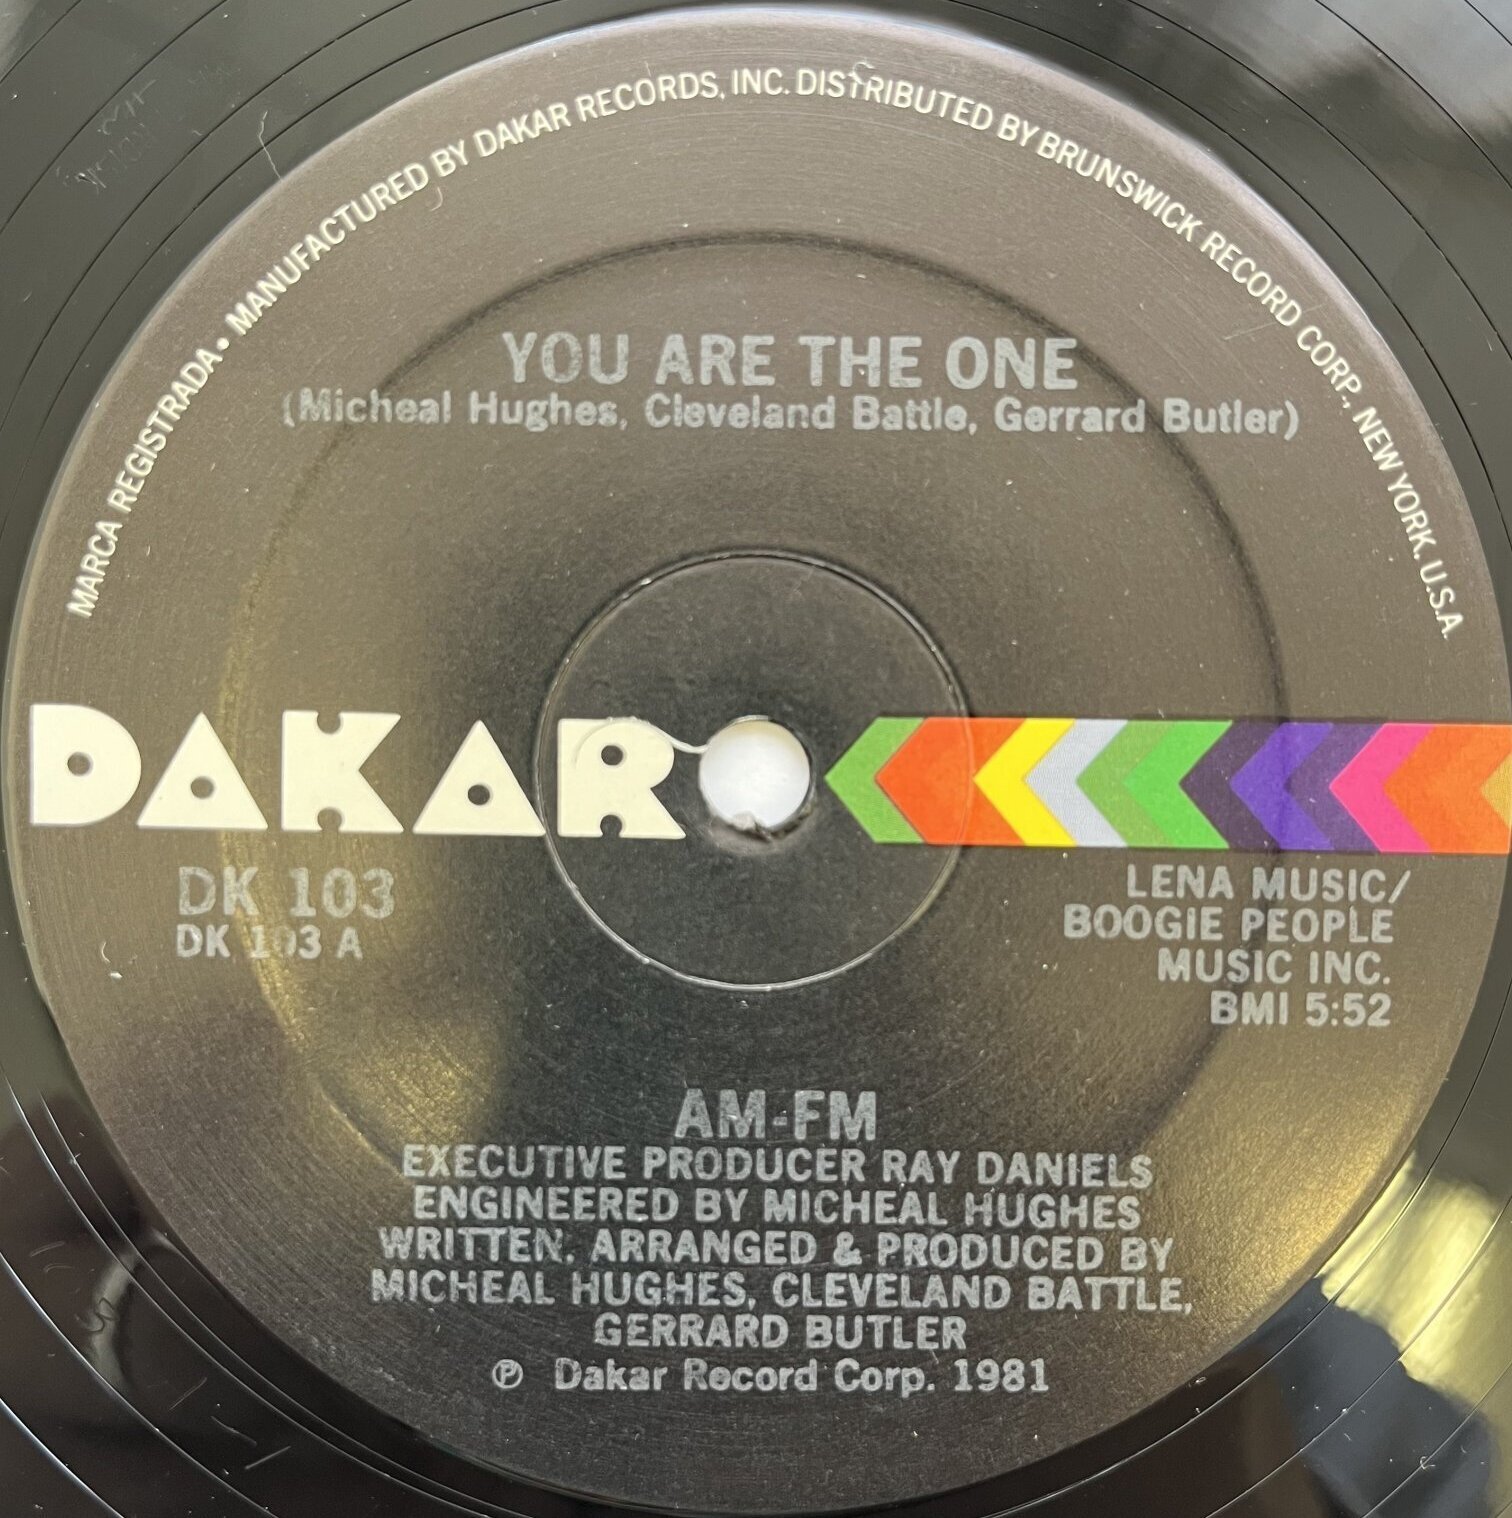 MARCA REGISTRADA • MANUFACTURED BY DAKAR RECORDS, INC. DISTRIBUTED BY BRUNSWICK RECORD CORP., NEW YORK, U.S.A.
YOU ARE THE ONE
(Micheal Hughes, Cleveland Battle, Gerrard Butler)
DAKAR
DK 103
DK 103 A
LENA MUSIC/
BOOGIE PEOPLE
MUSIC INC.
BMI 5:52
AM-FM
EXECUTIVE PRODUCER RAY DANIELS
ENGINEERED BY MICHEAL HUGHES
WRITTEN, ARRANGED & PRODUCED BY
MICHEAL HUGHES, CLEVELAND BATTLE,
GERRARD BUTLER
℗ Dakar Record Corp. 1981